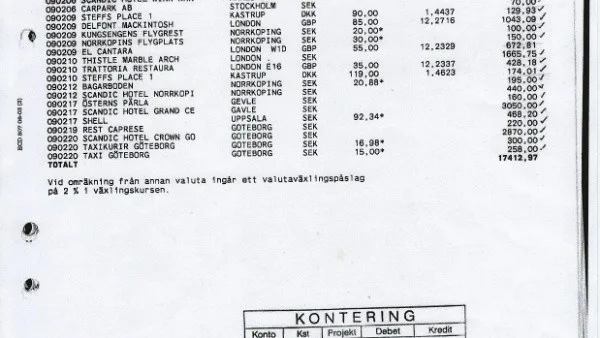 090206 CARPARK AB STOCKHOLM SEK 70,00
090209 STEFFS PLACE 1 KASTRUP DKK 90,00 1,4437 129,93
090209 DELFONT MACKINTOSH LONDON GBP 85,00 12,2716 1043,09
090209 KUNGSENGENS FLYGREST NORRKOPING SEK 20,00* 100,00
090209 NORRKOPINS FLYGPLATS NORRKOPING SEK 30,00* 150,00
090209 EL CANTARA LONDON W1D GBP 55,00 12,2329 672,81
090210 THISTLE MARBLE ARCH LONDON SEK 1665,75
090210 TRATTORIA RESTAURA LONDON E16 GBP 35,00 12,2337 428,18
090210 STEFFS PLACE 1 KASTRUP DKK 119,00 1,4623 174,01
090212 BAGARBODEN NORRKOPING SEK 20,88* 195,00
090212 SCANDIC HOTEL NORRKOPI NORRKOPING SEK 440,00
090217 ÖSTERNS PÄRLA GEVLE SEK 160,00
090217 SCANDIC HOTEL GRAND CE GAVLE SEK 3050,00
090217 SHELL UPPSALA SEK 92,34* 468,20
090219 REST CAPRESE GOTEBORG SEK 220,00
090220 SCANDIC HOTEL CROWN GO GOTEBORG SEK 2870,00
090220 TAXIKURIR GÖTEBORG GOTEBORG SEK 16,98* 300,00
090220 TAXI GÖTEBORG GOTEBORG SEK 15,00* 258,00
TOTALT 17412,97
Vid omräkning från annan valuta ingår ett valutaväxlingspåslag
på 2 % i växlingskursen.
KONTERING
Konto Kst Projekt Debet Kredit